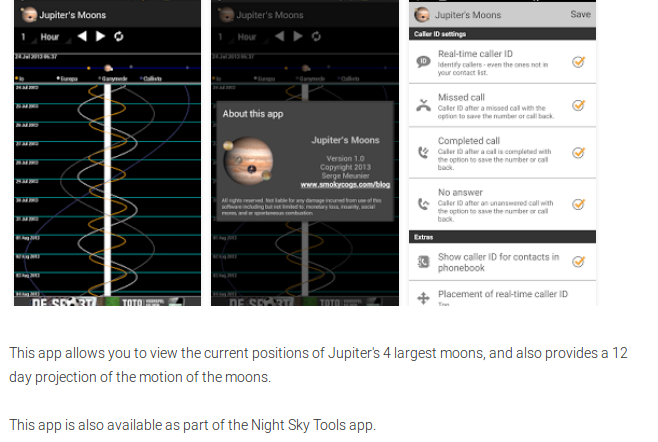 Jupiter's Moons
1 Hour
24 Jul 2013 06:37
Io Europa Ganymede Callisto
24 Jul 2013
25 Jul 2013
26 Jul 2013
27 Jul 2013
28 Jul 2013
29 Jul 2013
30 Jul 2013
31 Jul 2013
01 Aug 2013
02 Aug 2013
03 Aug 2013
04 Aug 2013
Jupiter's Moons
1 Hour
About this app
Jupiter's Moons
Version 1.0
Copyright 2013
Serge Meunier
www.smokycogs.com/blog
All rights reserved. Not liable for any damage incurred from use of this
software including but not limited to: monetary loss, insanity, social
mores, and or spontaneous combustion.
Jupiter's Moons Save
Caller ID settings
Real-time caller ID
Identify callers - even the ones not in
your contact list.
Missed call
Caller ID after a missed call with the
option to save the number or call back.
Completed call
Caller ID after a call is completed with
the option to save the number or call
back.
No answer
Caller ID after an unanswered call with
the option to save the number or call
back.
Extras
Show caller ID for contacts in
phonebook
Placement of real-time caller ID
This app allows you to view the current positions of Jupiter's 4 largest moons, and also provides a 12
day projection of the motion of the moons.
This app is also available as part of the Night Sky Tools app.